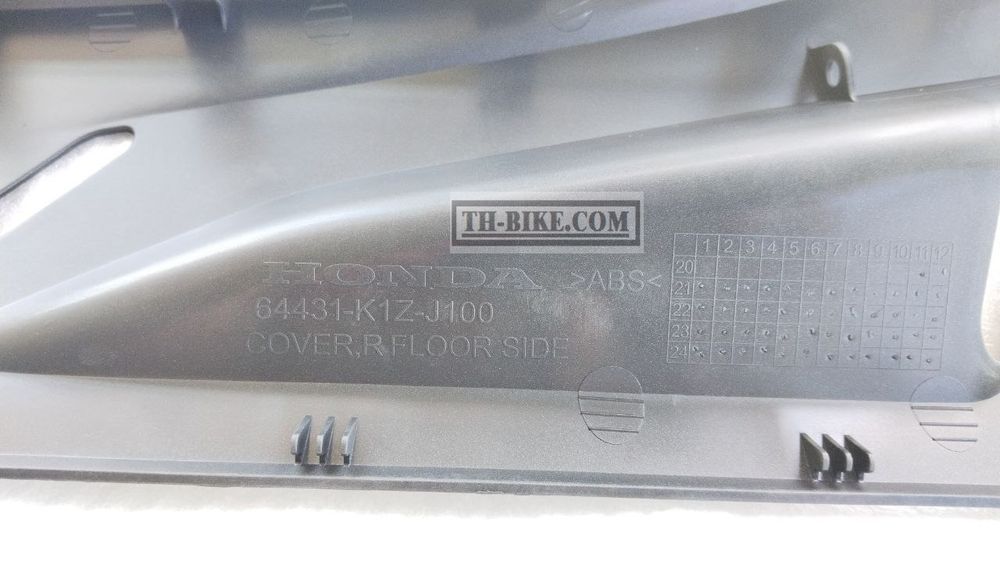 TH-BIKE.COM
HONDA >ABS<
64431-K1Z-J100
COVER,R FLOOR SIDE
1 2 3 4 5 6 7 8 9 10 11 12
20
21
22
23
24